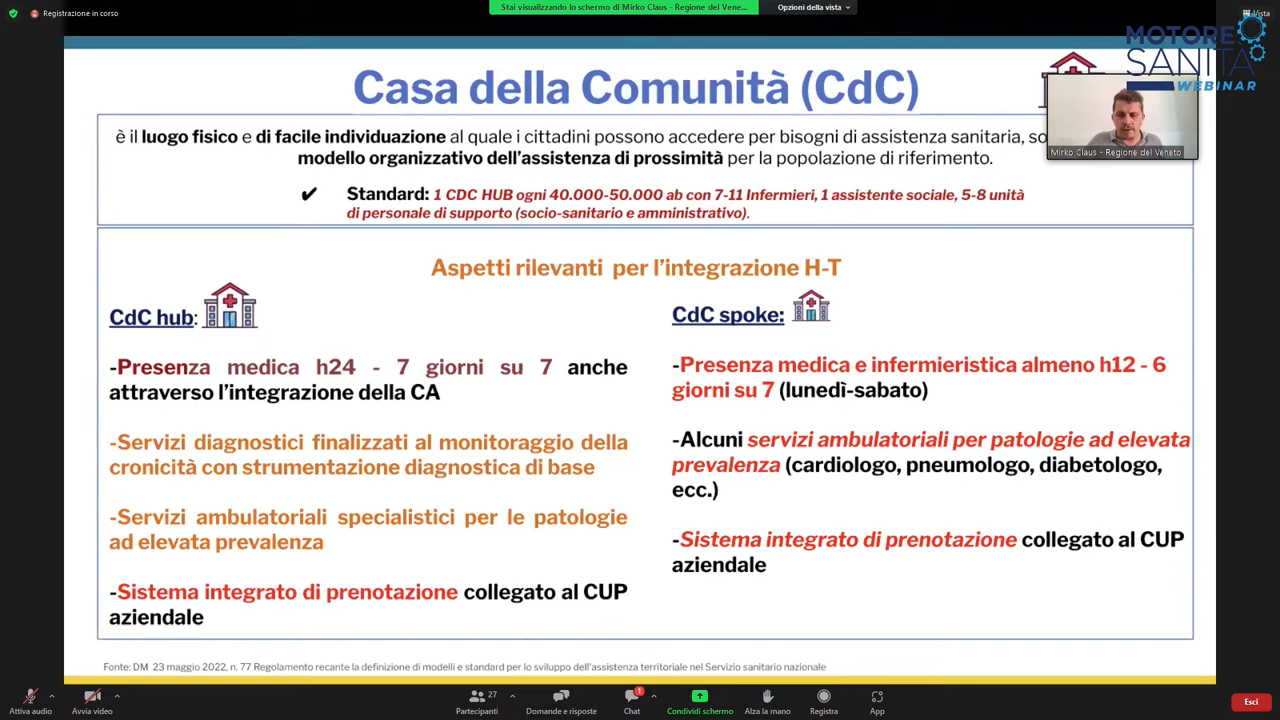 Registrazione in corso
Stai visualizzando lo schermo di Mirko Claus - Regione del Vene...
Opzioni della vista
Vista
MOTORE
SANITÀ
WEBINAR
Casa della Comunità (CdC)
è il luogo fisico e di facile individuazione al quale i cittadini possono accedere per bisogni di assistenza sanitaria, so
modello organizzativo dell'assistenza di prossimità per la popolazione di riferimento.
Mirko Claus - Regione del Veneto
✔ Standard: 1 CDC HUB ogni 40.000-50.000 ab con 7-11 Infermieri, 1 assistente sociale, 5-8 unità
di personale di supporto (socio-sanitario e amministrativo).
Aspetti rilevanti per l'integrazione H-T
CdC hub:
-Presenza medica h24 - 7 giorni su 7 anche
attraverso l'integrazione della CA
-Servizi diagnostici finalizzati al monitoraggio della
cronicità con strumentazione diagnostica di base
-Servizi ambulatoriali specialistici per le patologie
ad elevata prevalenza
-Sistema integrato di prenotazione collegato al CUP
aziendale
CdC spoke:
-Presenza medica e infermieristica almeno h12 - 6
giorni su 7 (lunedì-sabato)
-Alcuni servizi ambulatoriali per patologie ad elevata
prevalenza (cardiologo, pneumologo, diabetologo,
ecc.)
-Sistema integrato di prenotazione collegato al CUP
aziendale
Fonte: DM 23 maggio 2022, n. 77 Regolamento recante la definizione di modelli e standard per lo sviluppo dell'assistenza territoriale nel Servizio sanitario nazionale
Attiva audio
Avvia video
27
Partecipanti
Domande e risposte
1
Chat
Condividi schermo
Alza la mano
Registra
App
Esci